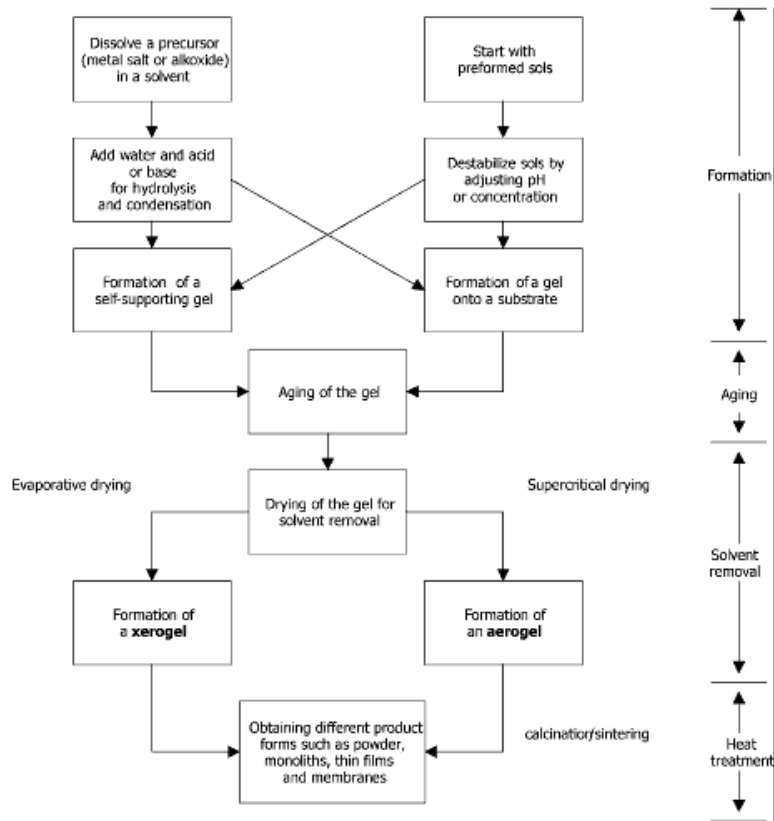 Dissolve a precursor
(metal salt or alkoxide)
in a solvent
Start with
preformed sols
Add water and acid
or base
for hydrolysis
and condensation
Destabilize sols by
adjusting pH
or concentration
Formation
Formation of a
self-supporting gel
Formation of a gel
onto a substrate
Aging of the gel
Aging
Evaporative drying
Drying of the gel for
solvent removal
Supercritical drying
Solvent
removal
Formation of
a xerogel
Formation of
an aerogel
Obtaining different product
forms such as powder,
monoliths, thin films
and membranes
calcination/sintering
Heat
treatment